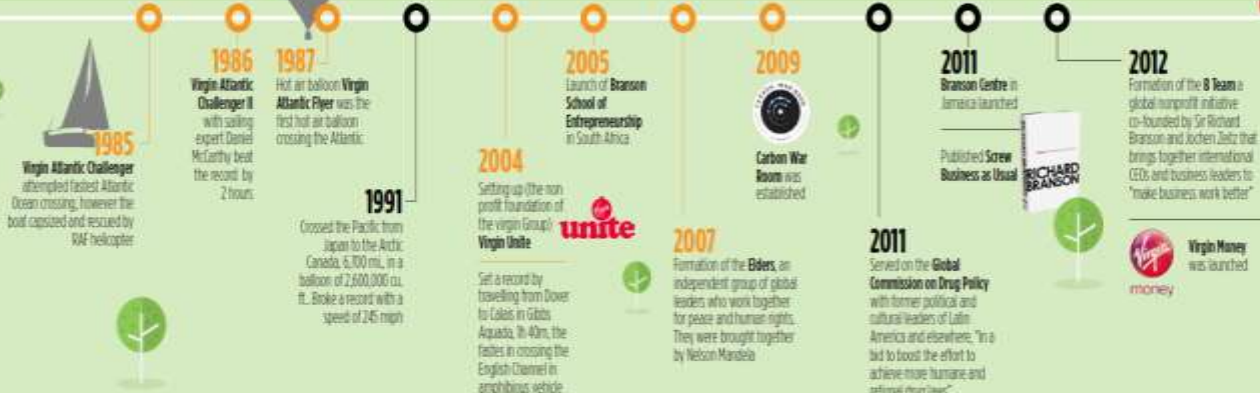 1985
Virgin Atlantic Challenger
attempted fastest Atlantic
Ocean crossing, however the
boat capsized and rescued by
RAF helicopter
1986
Virgin Atlantic
Challenger II
with sailing
expert Daniel
McCarthy beat
the record by
2 hours
1987
Hot air balloon Virgin
Atlantic Flyer was the
first hot air balloon
crossing the Atlantic
1991
Crossed the Pacific from
Japan to the Arctic
Canada, 6,700 mi, in a
balloon of 2,600,000 cu.
ft.. Broke a record with a
speed of 245 miph
2004
Setting up (the non
profit foundation of
the virgin Group)
Virgin Unite
unite
Set a record by
travelling from Dover
to Calais in Gibbs
Aquada, 1h 40m, the
fastes in crossing the
English Channel in
amphibious vehicle
2005
Launch of Branson
School of
Entrepreneurship
in South Africa
2007
Formation of the Elders, an
independent group of global
leaders who work together
for peace and human rights.
They were brought together
by Nelson Mandela
2009
CARBON WAR ROOM
Carbon War
Room was
established
2011
Served on the Global
Commission on Drug Policy
with former political and
cultural leaders of Latin
America and elsewhere, "in a
bid to boost the effort to
achieve more humane and
rational drug laws"
2011
Branson Centre in
Jamaica launched
Published Screw
Business as Usual
RICHARD
BRANSON
2012
Formation of the B Team a
global nonprofit initiative
co-founded by Sir Richard
Branson and Jochen Zeitz that
brings together international
CEOs and business leaders to
"make business work better"
Virgin
money
Virgin Money
was launched